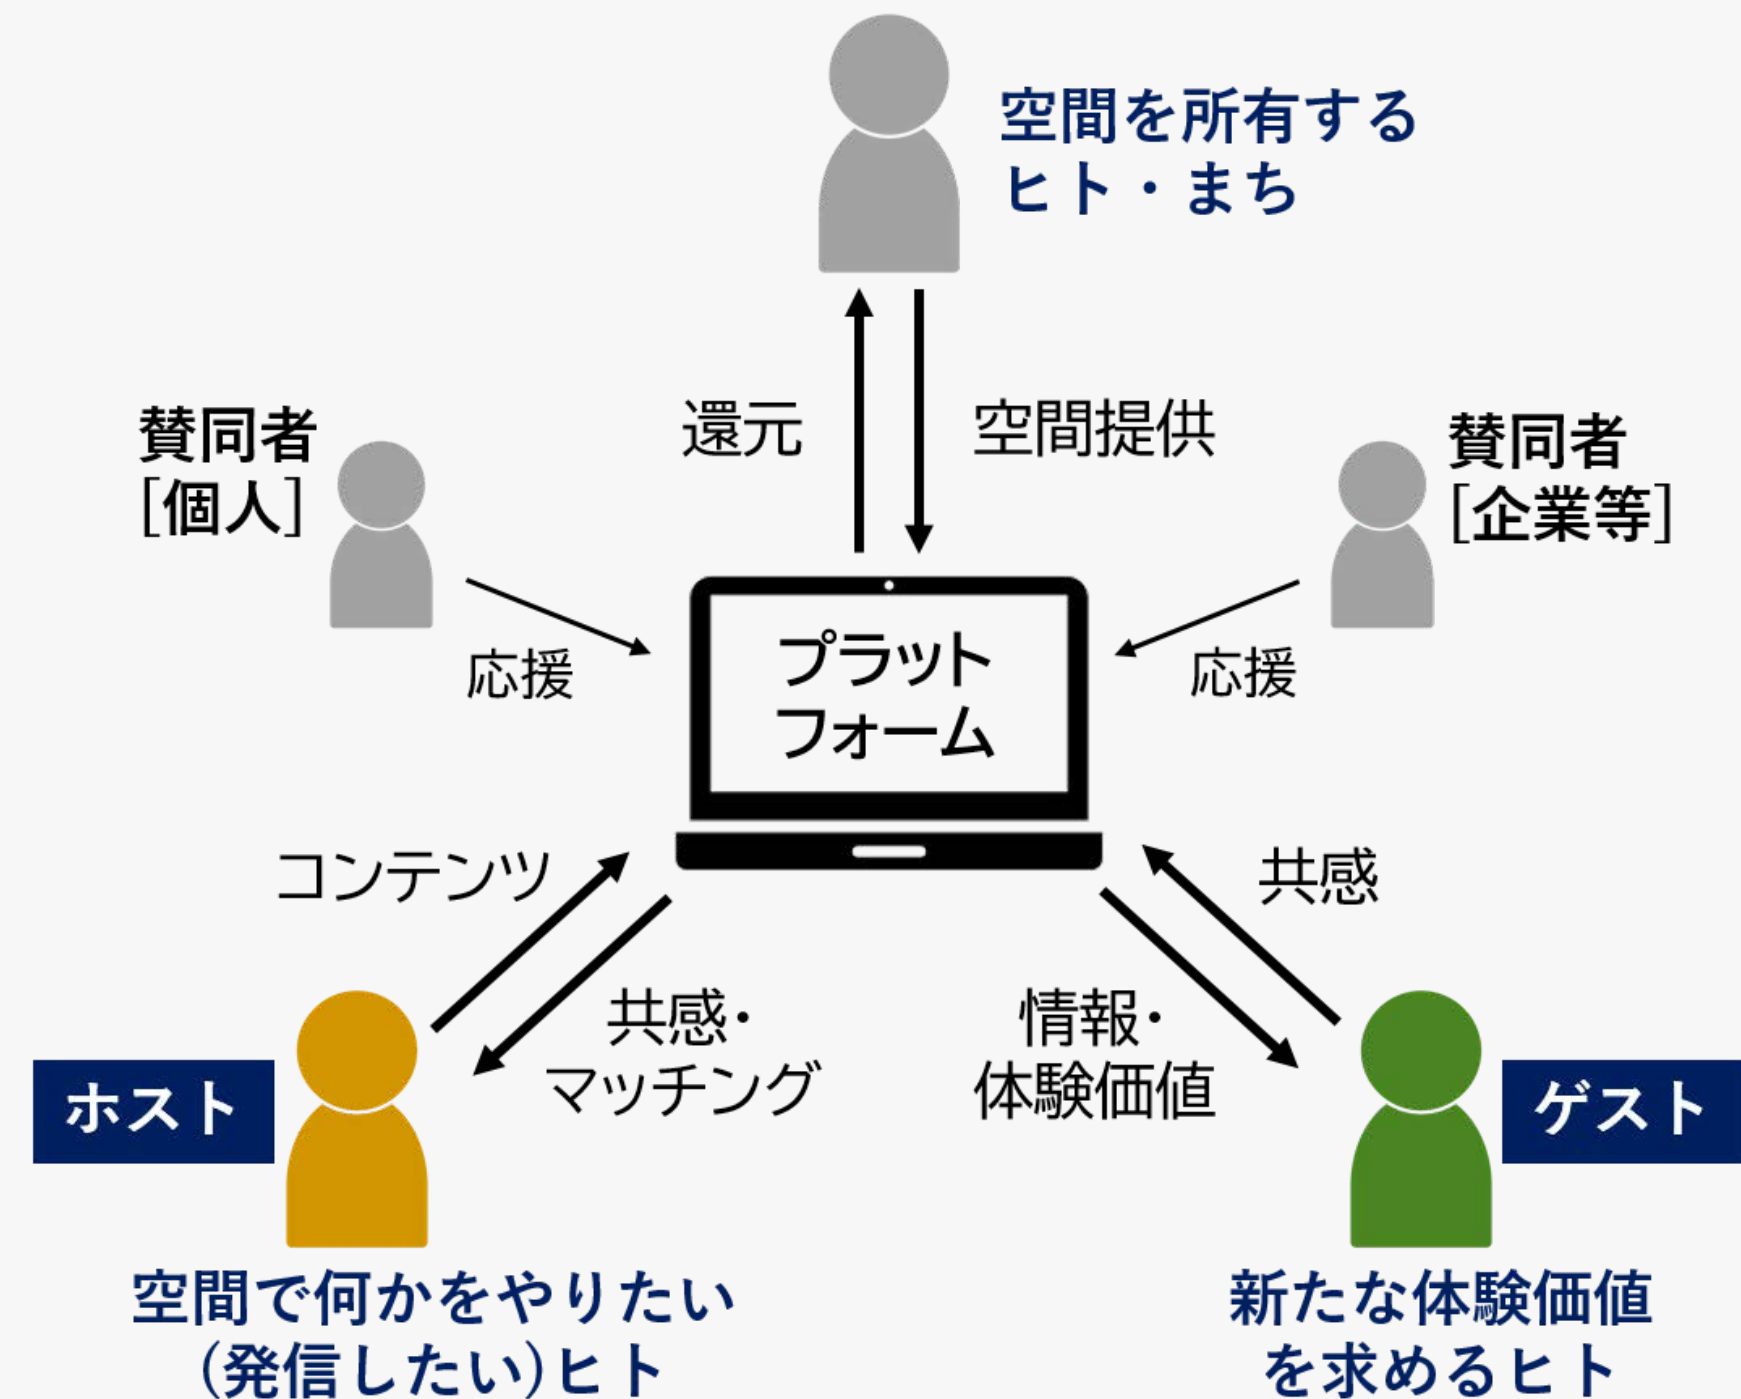 空間を所有する
ヒト・まち
還元
空間提供
賛同者
[個人]
賛同者
[企業等]
応援
応援
プラット
フォーム
コンテンツ
共感
共感・
マッチング
情報・
体験価値
ホスト
ゲスト
空間で何かをやりたい
(発信したい)ヒト
新たな体験価値
を求めるヒト